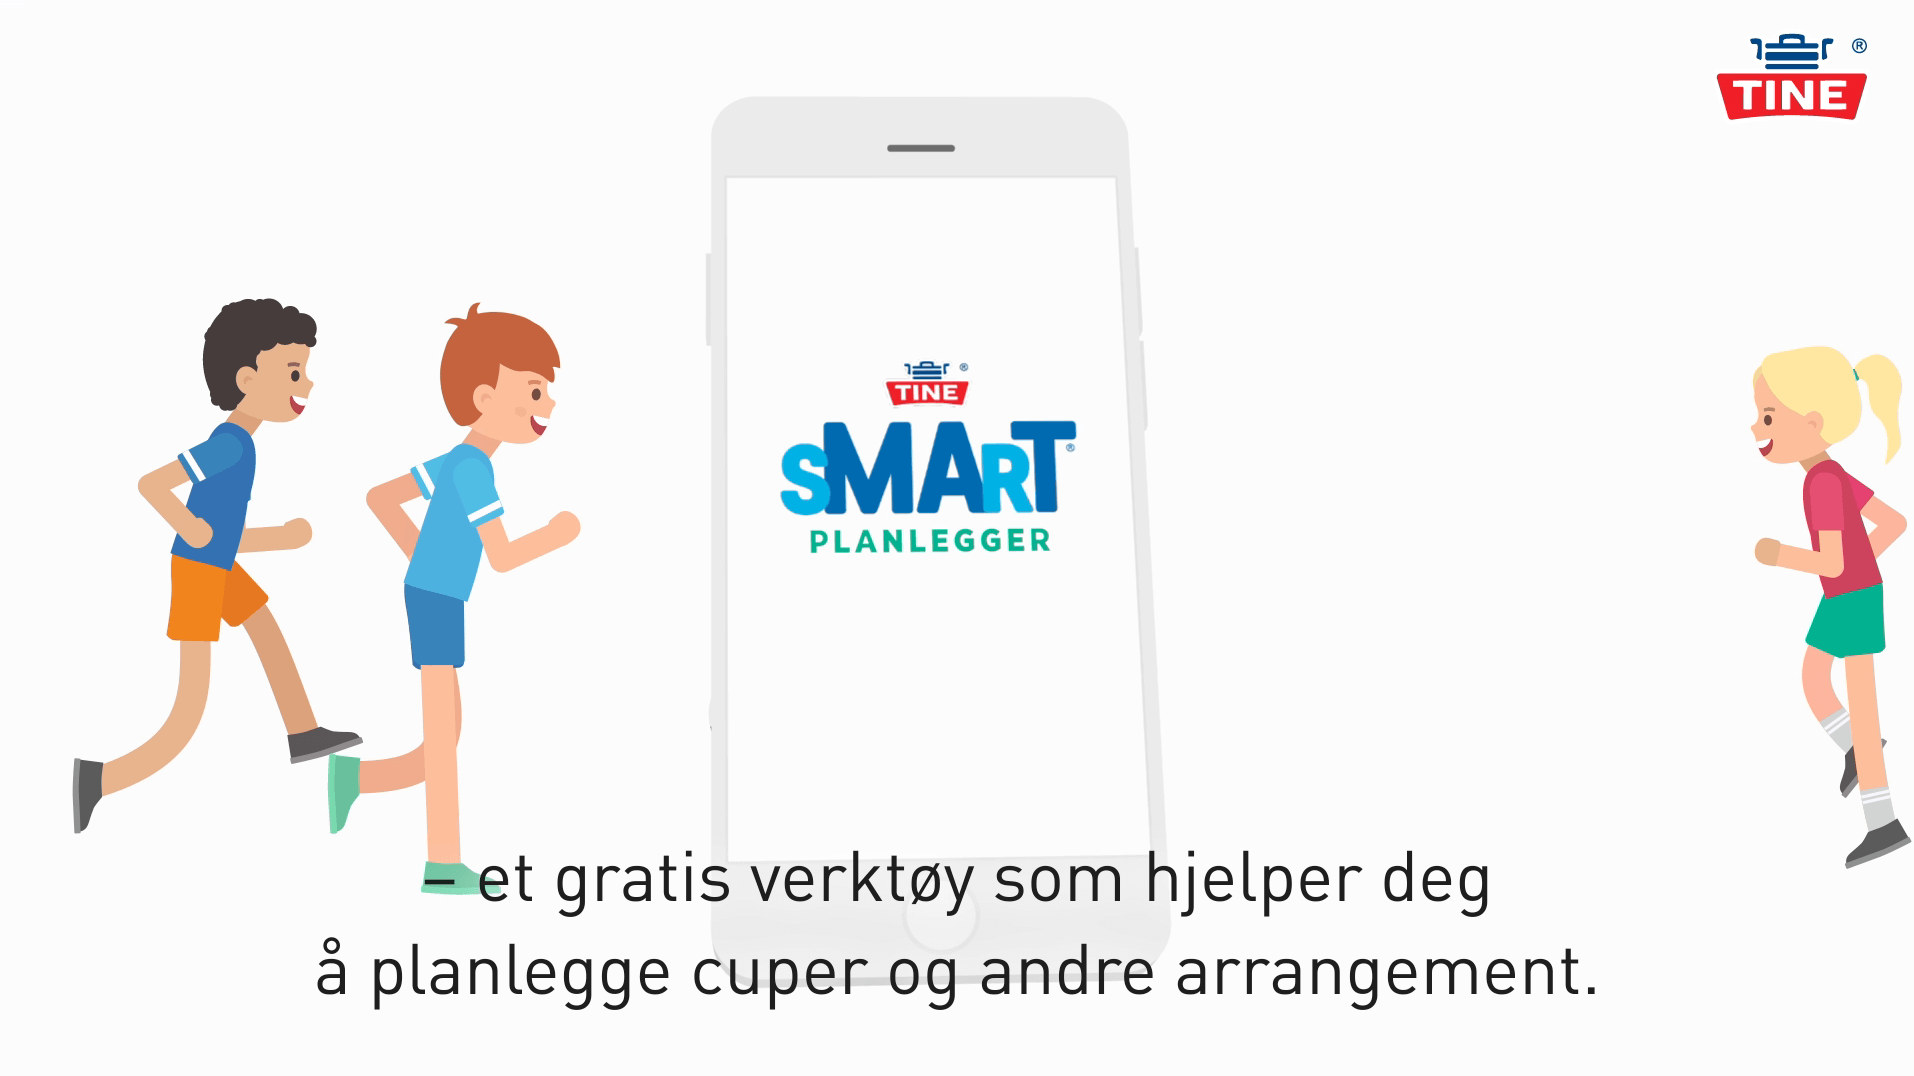 TINE ®
TINE ®
SMART ®
PLANLEGGER
– et gratis verktøy som hjelper deg
å planlegge cuper og andre arrangement.